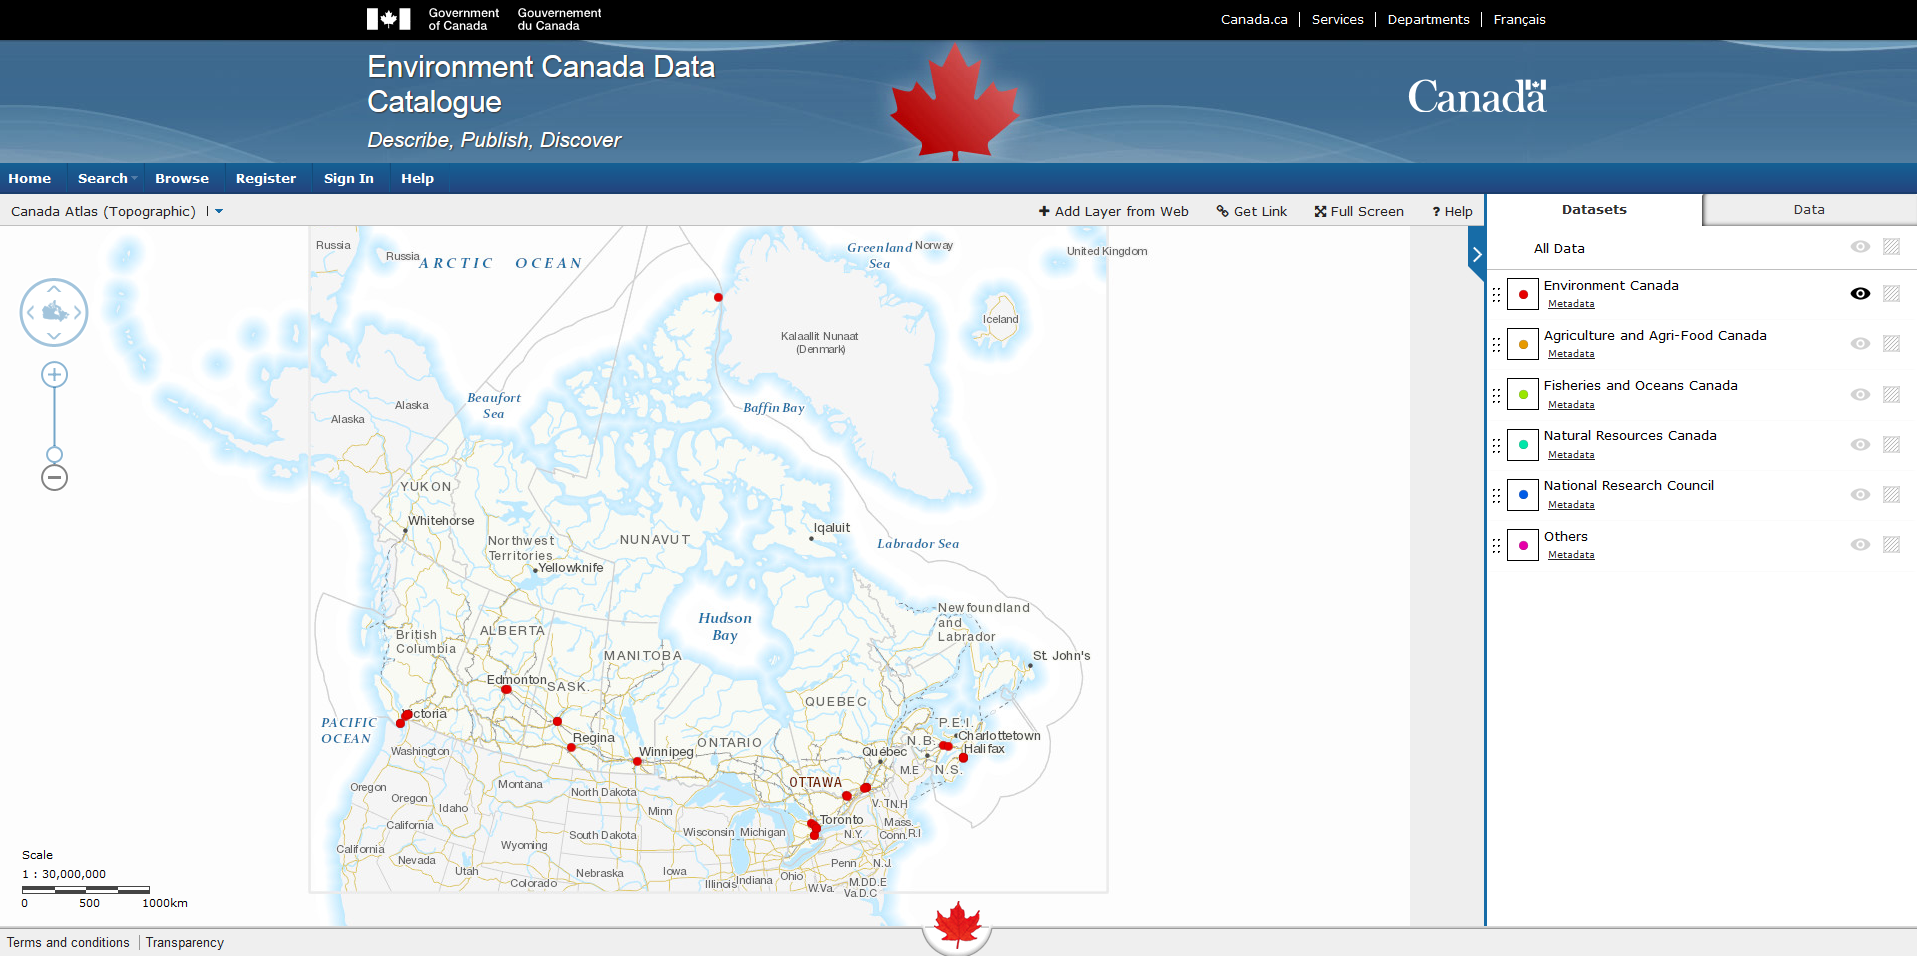 Government
of Canada
Gouvernement
du Canada
Canada.ca
Services
Departments
Français
Environment Canada Data
Catalogue
Describe, Publish, Discover
Canada
Home
Search
Browse
Register
Sign In
Help
Canada Atlas (Topographic)
Add Layer from Web
Get Link
Full Screen
? Help
Datasets
Data
All Data
Environment Canada
Metadata
Agriculture and Agri-Food Canada
Metadata
Fisheries and Oceans Canada
Metadata
Natural Resources Canada
Metadata
National Research Council
Metadata
Others
Metadata
Russia
Russia
ARCTIC OCEAN
Greenland
Sea
Norway
United Kingdom
Iceland
Kalaallit Nunaat
(Denmark)
Beaufort
Sea
Baffin Bay
Alaska
Alaska
YUKON
Whitehorse
Northwest
Territories
Yellowknife
NUNAVUT
Iqaluit
Labrador Sea
Hudson
Bay
Newfoundland
and
Labrador
British
Columbia
ALBERTA
MANITOBA
St. John's
Edmonton
SASK.
QUEBEC
Victoria
PACIFIC
OCEAN
Washington
Regina
Winnipeg
ONTARIO
P.E.I.
Charlottetown
N.B.
Halifax
Québec
M.E
N.S.
OTTAWA
Montana
North Dakota
Oregon
Oregon
Idaho
Minn
V.T
N.H
Toronto
Mass.
California
South Dakota
Wisconsin
Michigan
N.Y.
Conn.
R.I
California
Wyoming
Nevada
Utah
Nebraska
Iowa
Penn
N.J.
Colorado
Illinois
Indiana
Ohio
W.Va.
M.D
D.E
Va.
D.C
Scale
1 : 30,000,000
0 500 1000km
Terms and conditions
Transparency